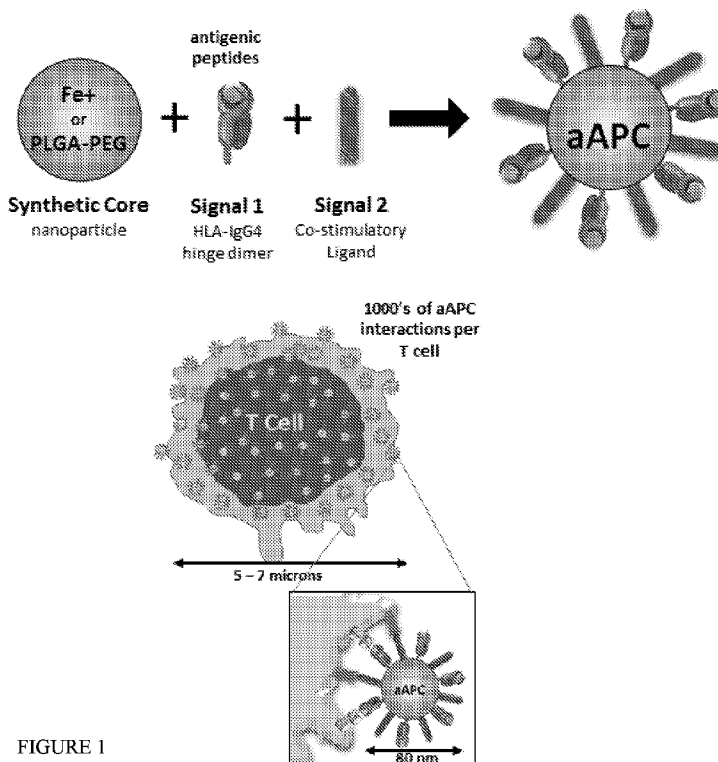 antigenic
peptides
Fe+
or
PLGA-PEG
+
+
aAPC
Synthetic Core
nanoparticle
Signal 1
HLA-IgG4
hinge dimer
Signal 2
Co-stimulatory
Ligand
1000's of aAPC
interactions per
T cell
T Cell
5 – 7 microns
aAPC
80 nm
FIGURE 1